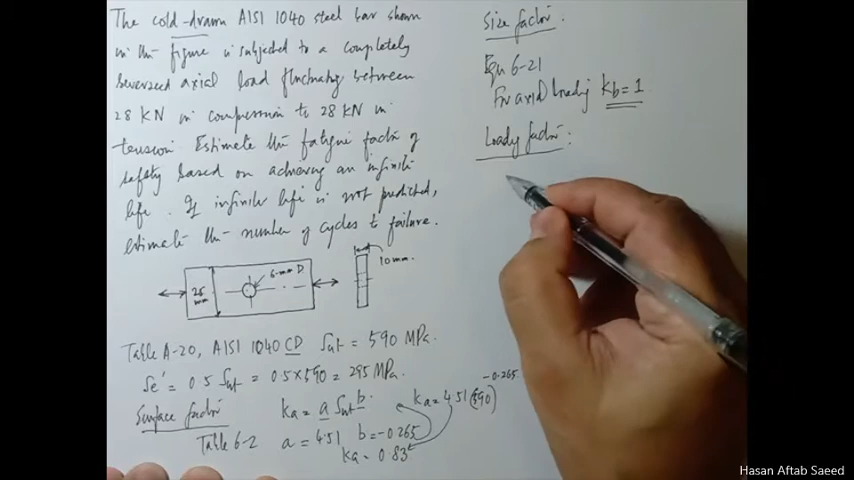 The cold-drawn AISI 1040 steel bar shown
in the figure is subjected to a completely
reversed axial load fluctuating between
28 KN in compression to 28 KN in
tension. Estimate the fatigue factor of
safety based on achieving an infinite
life. If infinite life is not predicted,
estimate the number of cycles to failure.
25 mm
6-mm D
10 mm.
Table A-20, AISI 1040 CD Sut = 590 MPa.
Se' = 0.5 Sut = 0.5x590 = 295 MPa.
Surface factor
ka = a Sut^b.
ka = 4.51 (590)^-0.265
Table 6-2 a = 4.51 b = -0.265
ka = 0.832
Size factor:
Eqn 6-21
For axial loading kb = 1
Loading factor:
Hasan Aftab Saeed